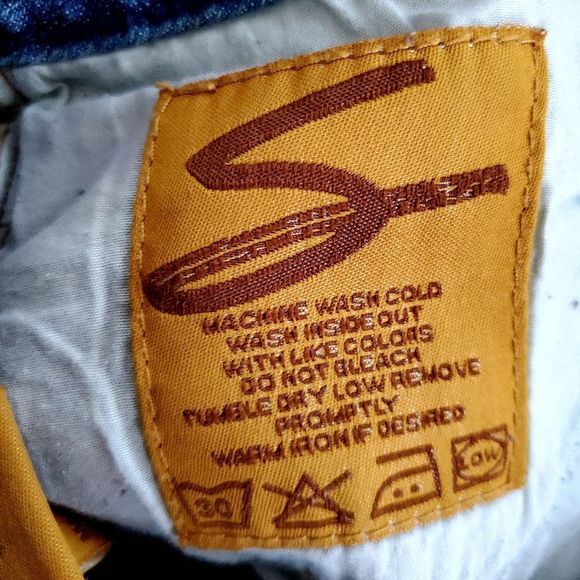 MACHINE WASH COLD
WASH INSIDE OUT
WITH LIKE COLORS
DO NOT BLEACH
TUMBLE DRY LOW REMOVE
PROMPTLY
WARM IRON IF DESIRED
30 LOW